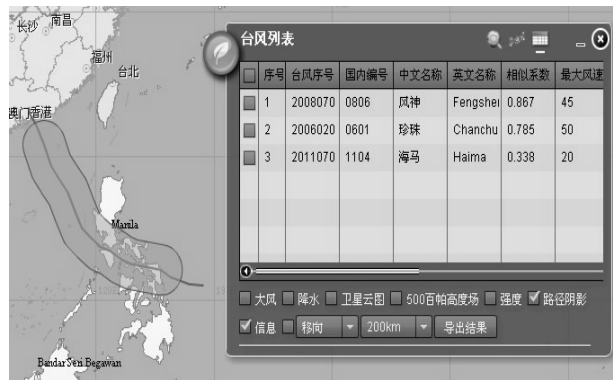 长沙 南昌
福州
台北
澳门香港
Manila
Bandar Seri Begawan
台风列表
序号 台风序号 国内编号 中文名称 英文名称 相似系数 最大风速
1 2008070 0806 风神 Fengshei 0.867 45
2 2006020 0601 珍珠 Chanchu 0.785 50
3 2011070 1104 海马 Haima 0.338 20
大风 降水 卫星云图 500百帕高度场 强度 路径阴影
信息 移向 200km 导出结果